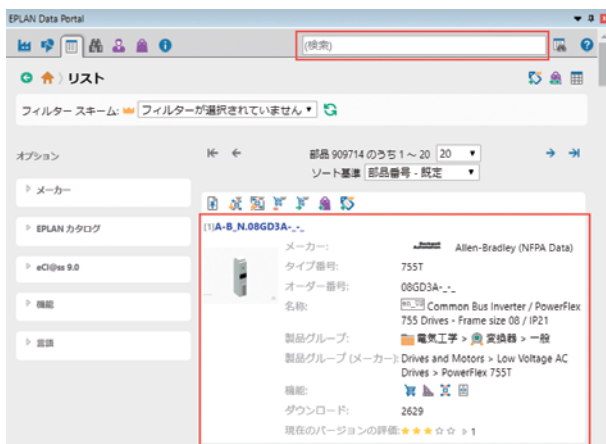 EPLAN Data Portal
(検索)
リスト
フィルター スキーム: フィルターが選択されていません
オプション
部品 909714 のうち 1 ～ 20 20
ソート基準 部品番号 - 既定
メーカー
EPLAN カタログ
eCl@ss 9.0
機能
言語
[1]A-B_N.08GD3A-_-_
メーカー: Rockwell Automation Allen-Bradley (NFPA Data)
タイプ番号: 755T
オーダー番号: 08GD3A-_-_
名称: en_US Common Bus Inverter / PowerFlex
755 Drives - Frame size 08 / IP21
製品グループ: 電気工学 > 変換器 > 一般
製品グループ (メーカー): Drives and Motors > Low Voltage AC
Drives > PowerFlex 755T
機能:
ダウンロード: 2629
現在のバージョンの評価: 1